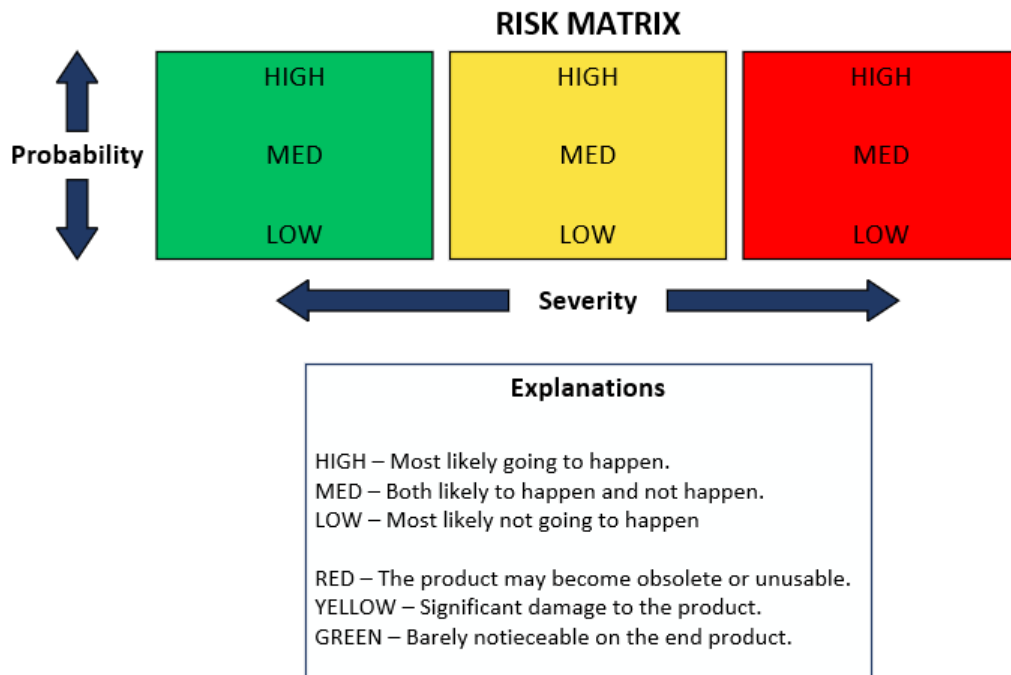 RISK MATRIX
HIGH HIGH HIGH
Probability MED MED MED
LOW LOW LOW
Severity
Explanations
HIGH – Most likely going to happen.
MED – Both likely to happen and not happen.
LOW – Most likely not going to happen
RED – The product may become obsolete or unusable.
YELLOW – Significant damage to the product.
GREEN – Barely notieceable on the end product.